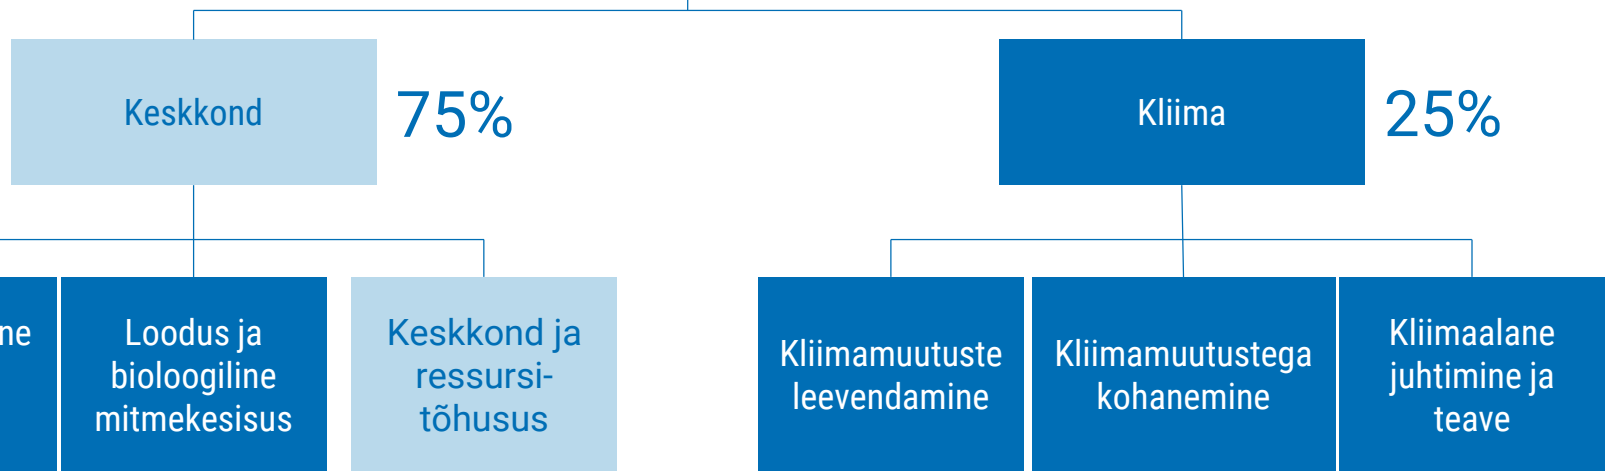 Keskkond
75%
Kliima
25%
Loodus ja
bioloogiline
mitmekesisus
Keskkond ja
ressursi-
tõhusus
Kliimamuutuste
leevendamine
Kliimamuutustega
kohanemine
Kliimaalane
juhtimine ja
teave